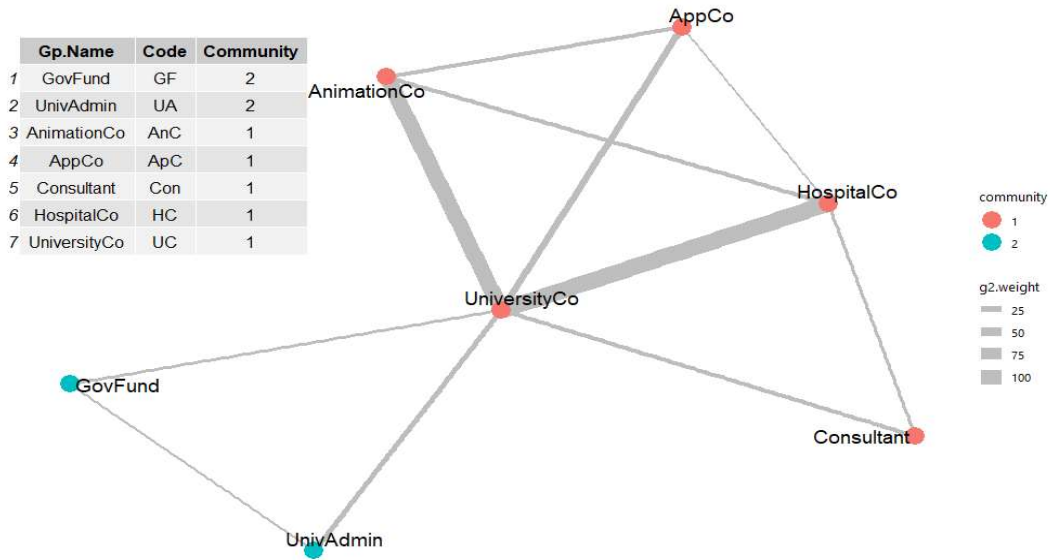 Gp.Name Code Community
1 GovFund GF 2
2 UnivAdmin UA 2
3 AnimationCo AnC 1
4 AppCo ApC 1
5 Consultant Con 1
6 HospitalCo HC 1
7 UniversityCo UC 1
AppCo
AnimationCo
HospitalCo
UniversityCo
GovFund
Consultant
UnivAdmin
community
1
2
g2.weight
25
50
75
100